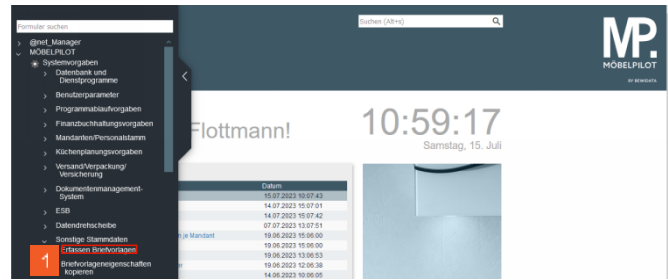 Formular suchen
Suchen (Alt+s)
@net_Manager
MÖBELPILOT
Systemvorgaben
Datenbank und
Dienstprogramme
Benutzerparameter
Programmablaufvorgaben
Finanzbuchhaltungsvorgaben
Mandanten/Personalstamm
Küchenplanungsvorgaben
Versand/Verpackung/
Versicherung
Dokumentenmanagement-
System
ESB
Datendrehscheibe
Sonstige Stammdaten
1
Erfassen Briefvorlagen
Briefvorlageneigenschaften
kopieren
MP.
MÖBELPILOT
BY BEWIDATA
Flottmann!
10:59:17
Samstag, 15. Juli
Datum
15.07.2023 10:07:43
14.07.2023 15:07:01
14.07.2023 15:07:42
07.07.2023 13:07:51
je Mandant 19.06.2023 15:06:00
19.06.2023 15:06:00
19.06.2023 13:06:53
19.06.2023 12:06:38
14.06.2023 10:06:05